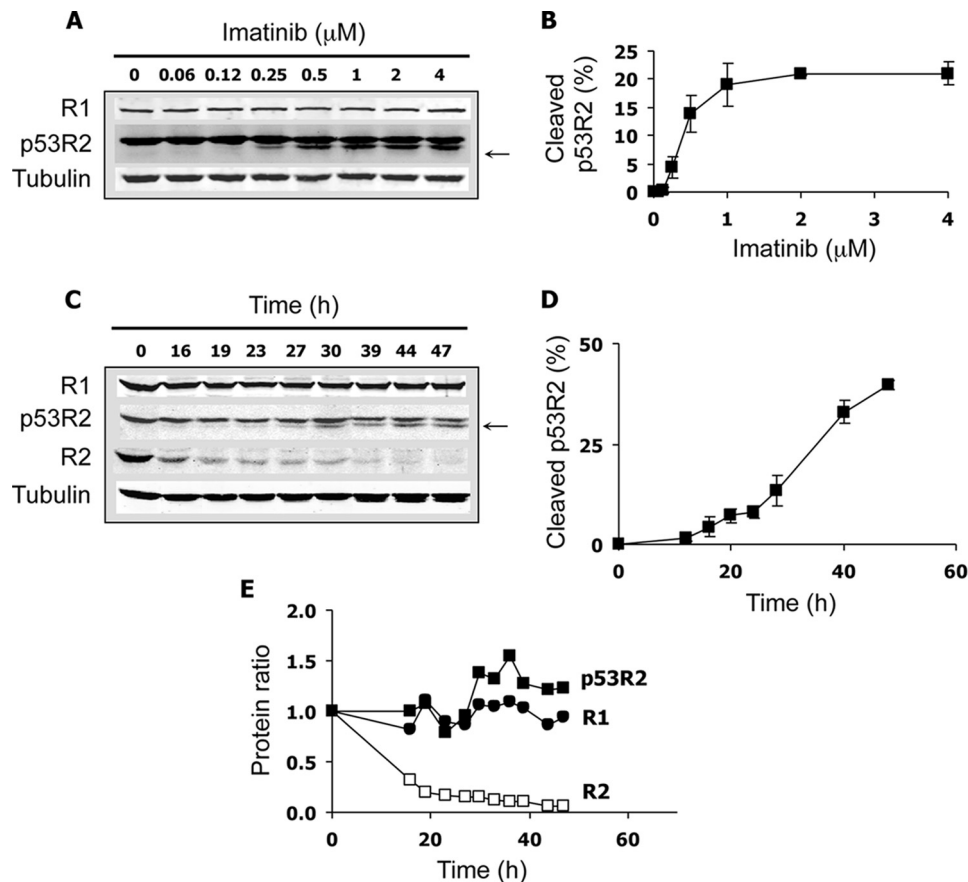 A
Imatinib (μM)
0 0.06 0.12 0.25 0.5 1 2 4
R1
p53R2
←
Tubulin
B
Cleaved
p53R2 (%)
25
20
15
10
5
0
0 1 2 3 4
Imatinib (μM)
C
Time (h)
0 16 19 23 27 30 39 44 47
R1
p53R2
←
R2
Tubulin
D
Cleaved p53R2 (%)
50
25
0
0 20 40 60
Time (h)
E
Protein ratio
2.0
1.5
1.0
0.5
0.0
p53R2
R1
R2
0 20 40 60
Time (h)